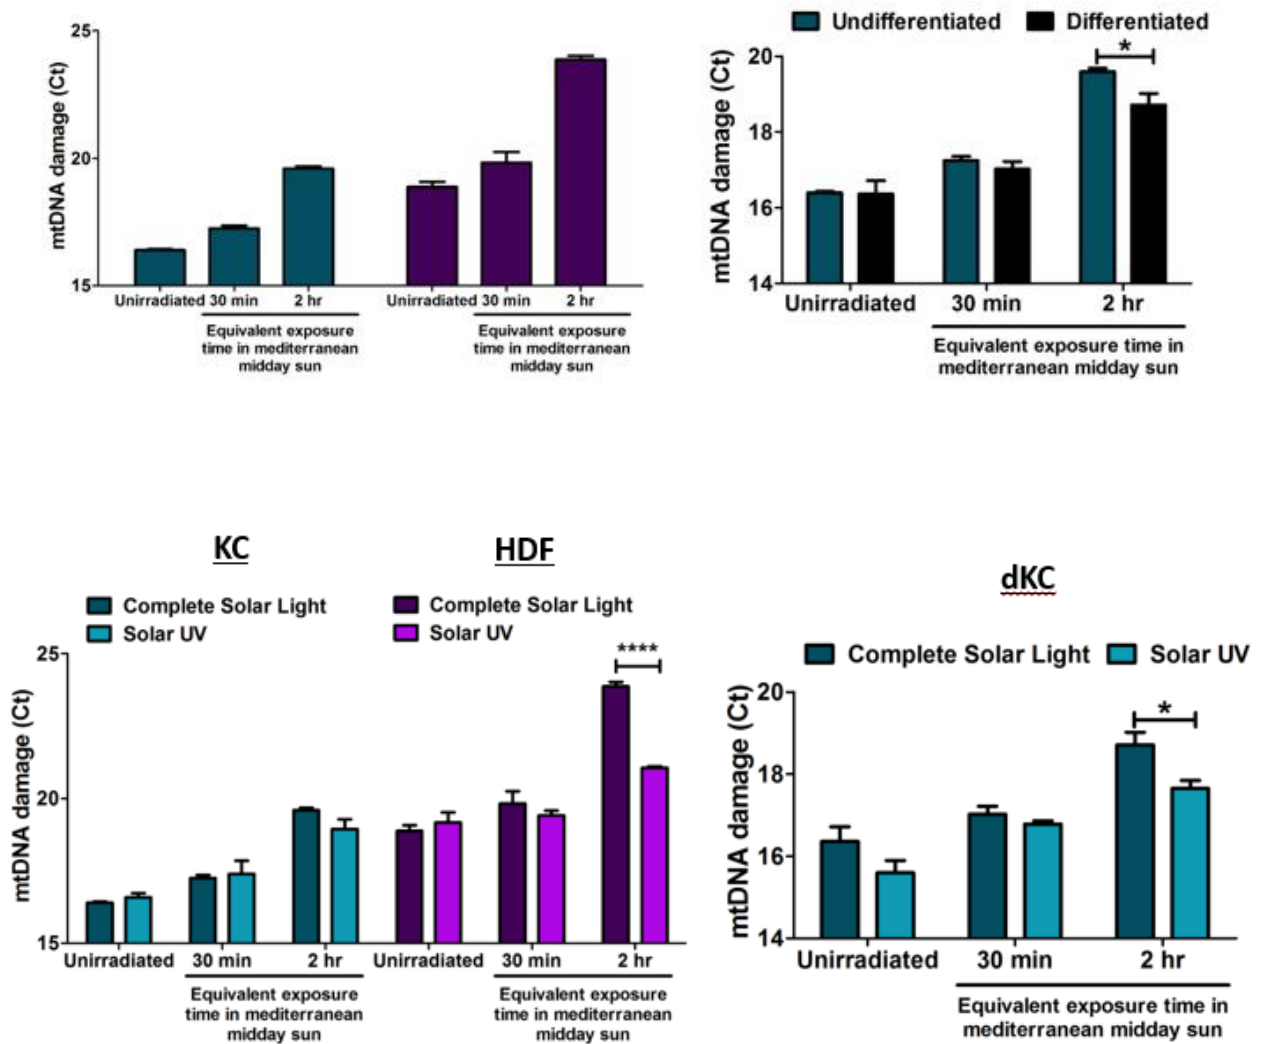 25
20
15
mtDNA damage (Ct)
Unirradiated 30 min 2 hr Unirradiated 30 min 2 hr
Equivalent exposure
time in mediterranean
midday sun
Equivalent exposure
time in mediterranean
midday sun
Undifferentiated Differentiated
*
20
18
16
14
mtDNA damage (Ct)
Unirradiated 30 min 2 hr
Equivalent exposure time in
mediterranean midday sun
KC
Complete Solar Light
Solar UV
HDF
Complete Solar Light
Solar UV
****
25
20
15
mtDNA damage (Ct)
Unirradiated 30 min 2 hr Unirradiated 30 min 2 hr
Equivalent exposure
time in mediterranean
midday sun
Equivalent exposure
time in mediterranean
midday sun
dKC
Complete Solar Light Solar UV
*
20
18
16
14
mtDNA damage (Ct)
Unirradiated 30 min 2 hr
Equivalent exposure time in
mediterranean midday sun